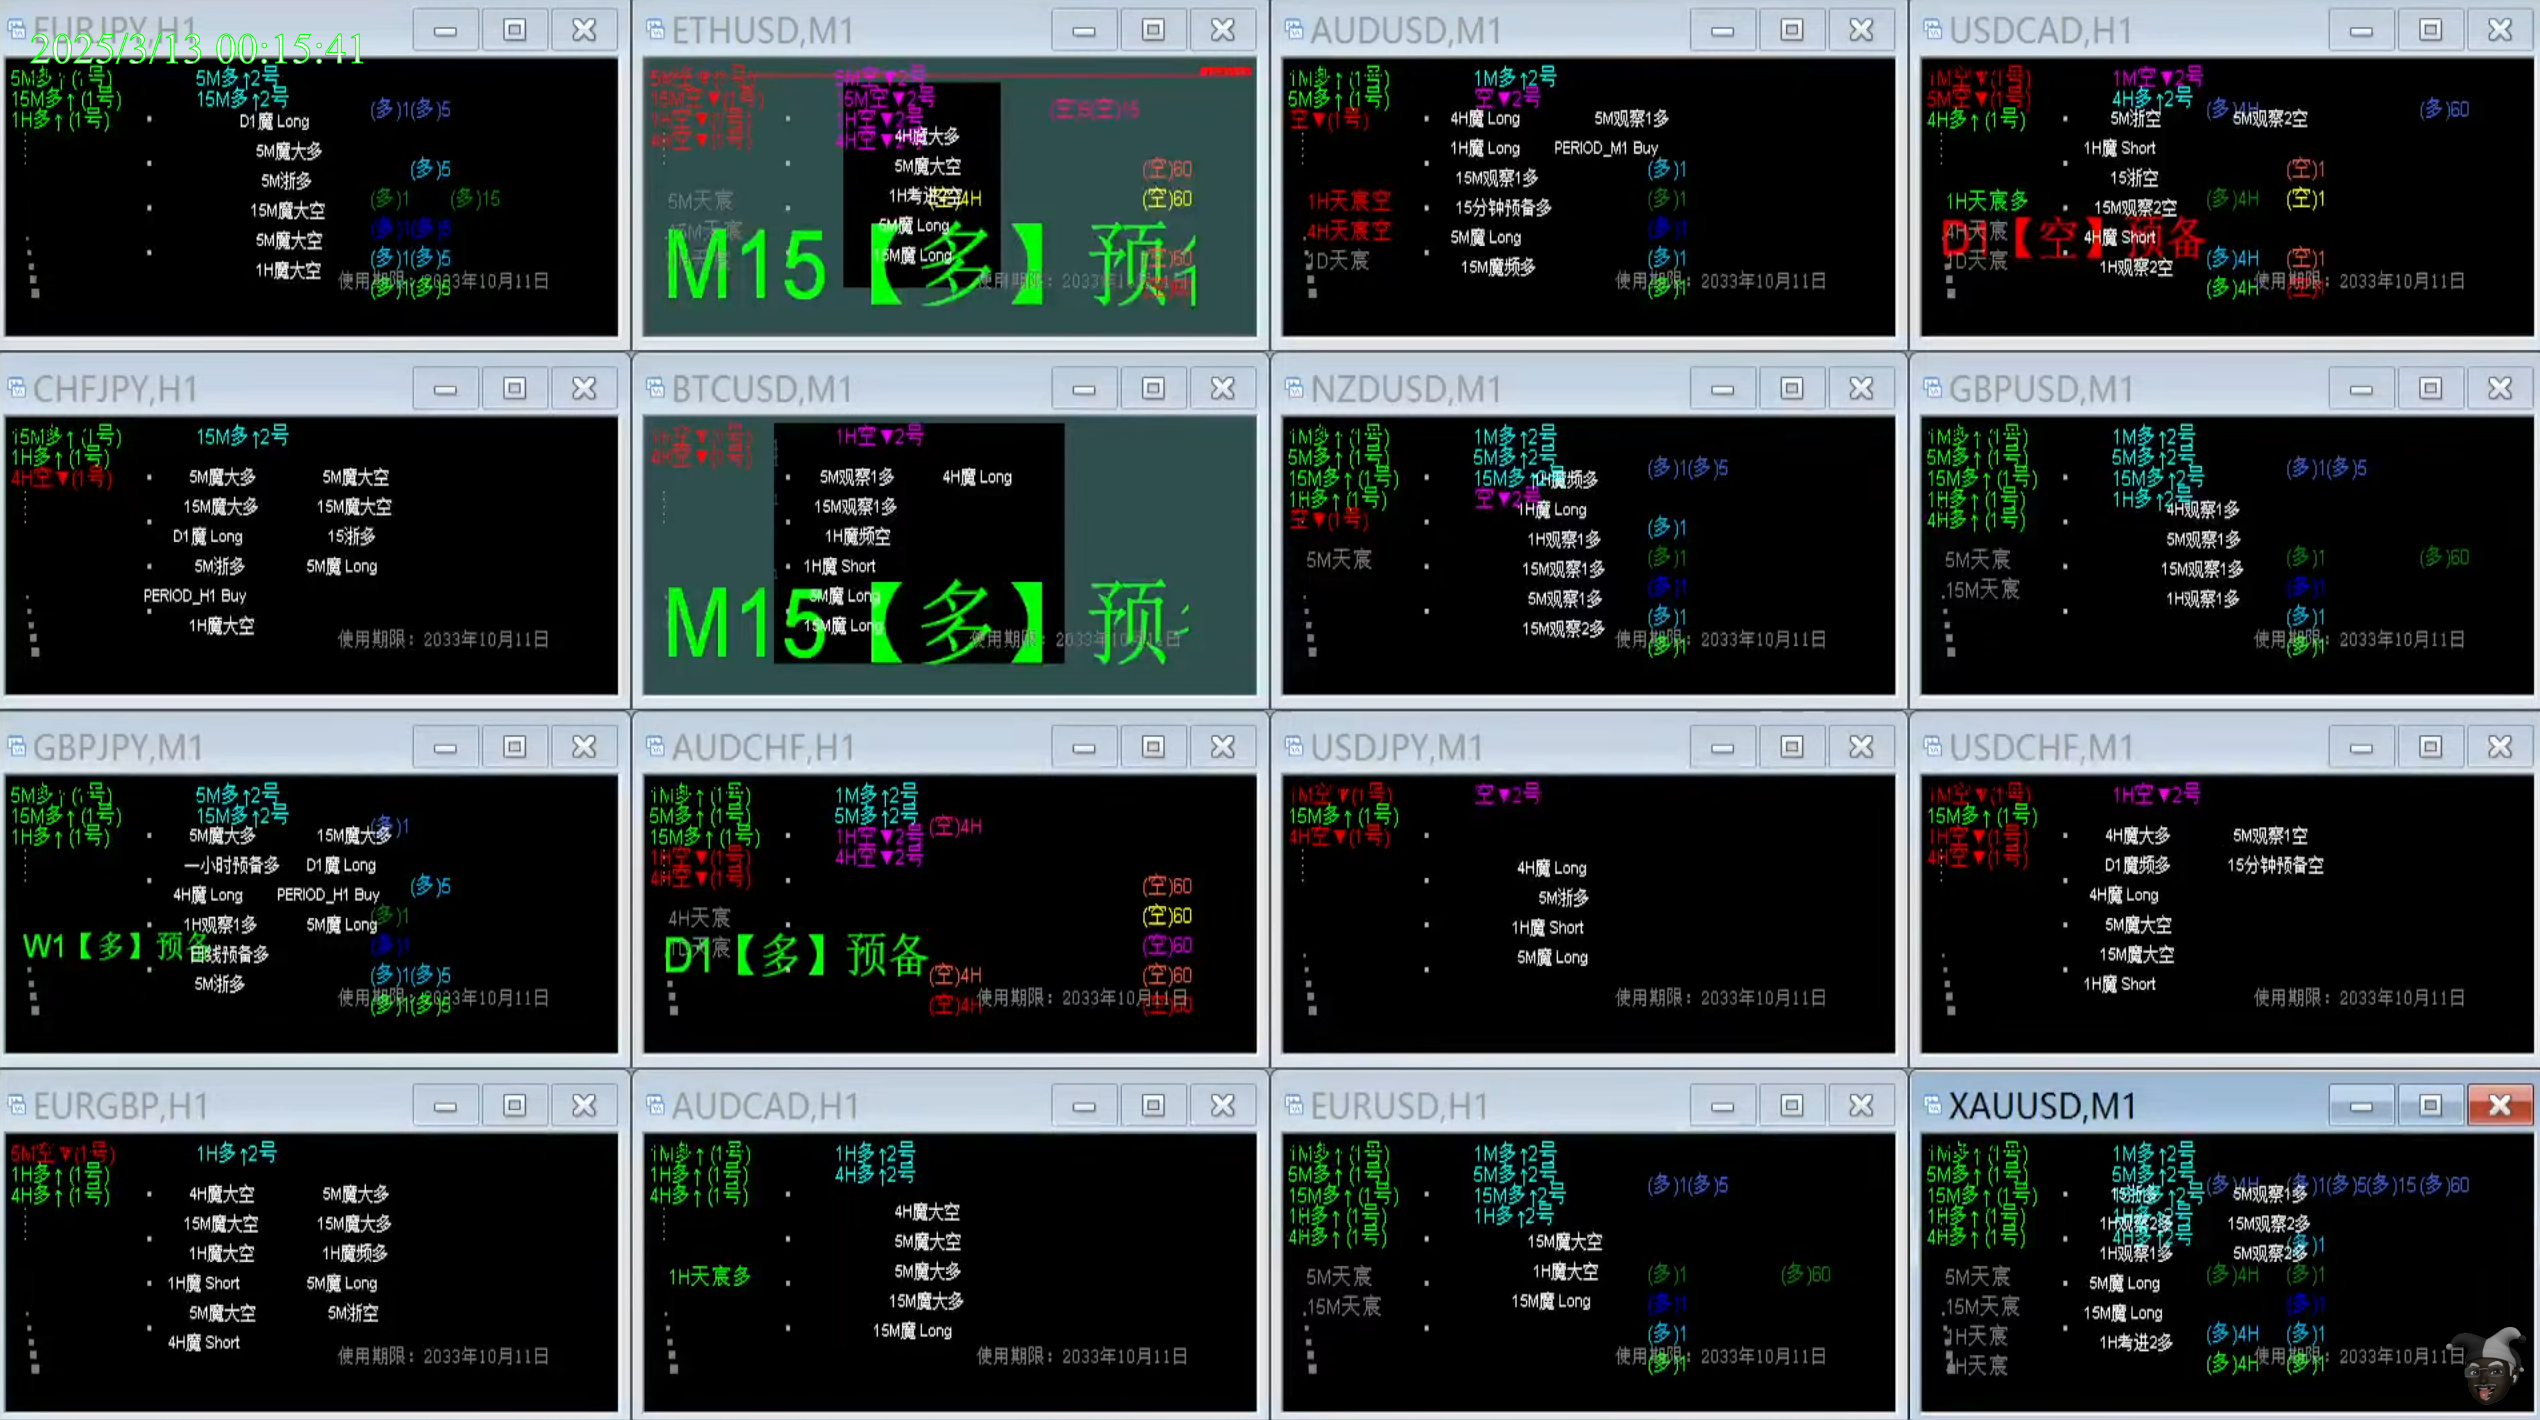 EURJPY,H1
2025/3/13 00:15:41
5M多↑(1号) 5M多↑2号
15M多↑(1号) 15M多↑2号
1H多↑(1号)
D1魔 Long
(多)1(多)5
5M魔大多
5M浙多
(多)5
15M魔大空
(多)1 (多)15
5M魔大空
(多)1(多)5
1H魔大空
(多)1(多)5
使用期限: 2033年10月11日
(多)1(多)5
ETHUSD,M1
5M空▼2号
15M空▼(1号) 15M空▼2号
1H空▼(1号) 1H空▼2号
4H空▼(1号) 4H空▼2号
(空)5(空)15
4H魔大多
5M魔大空
(空)60
1H考进空
(空)4H
(空)60
5M天宸
5M魔 Long
15M魔 Long
(空)60
M15【多】预
AUDUSD,M1
1M多↑(1号) 1M多↑2号
5M多↑(1号) 空▼2号
空▼(1号)
4H魔 Long 5M观察1多
1H魔 Long PERIOD_M1 Buy
15M观察1多 (多)1
1H天宸空 15分钟预备多 (多)1
4H天宸空 5M魔 Long (多)1
1D天宸 15M魔频多 (多)1
使用期限: 2033年10月11日
(多)1
USDCAD,H1
1M空▼(1号) 1M空▼2号
5M空▼(1号) 4H多↑2号
4H多↑(1号)
5M浙空 (多)4H 5M观察2空 (多)60
1H魔 Short
15浙空 (空)1
1H天宸多 15M观察2空 (多)4H (空)1
4H天宸 4H魔 Short
D1【空】预备
1D天宸 1H观察2空 (多)4H (空)1
使用期限: 2033年10月11日
(多)4H (空)1
CHFJPY,H1
15M多↑(1号) 15M多↑2号
1H多↑(1号)
4H空▼(1号)
5M魔大多 5M魔大空
15M魔大多 15M魔大空
D1魔 Long 15浙多
5M浙多 5M魔 Long
PERIOD_H1 Buy
1H魔大空
使用期限: 2033年10月11日
BTCUSD,M1
1H空▼(1号) 1H空▼2号
4H空▼(1号)
5M观察1多 4H魔 Long
15M观察1多
1H魔频空
1H魔 Short
5M魔 Long
15M魔 Long
M15【多】预
NZDUSD,M1
1M多↑(1号) 1M多↑2号
5M多↑(1号) 5M多↑2号
15M多↑(1号) 15M多↑2号
1H多↑(1号) 空▼2号
空▼(1号)
(多)1(多)5
1H魔频多
1H魔 Long
1H观察1多 (多)1
5M天宸 15M观察1多 (多)1
5M观察1多 (多)1
15M观察2多 (多)1
使用期限: 2033年10月11日
(多)1
GBPUSD,M1
1M多↑(1号) 1M多↑2号
5M多↑(1号) 5M多↑2号
15M多↑(1号) 15M多↑2号
1H多↑(1号) 1H多↑2号
4H多↑(1号)
(多)1(多)5
4H观察1多
5M观察1多
5M天宸 15M观察1多 (多)1 (多)60
15M天宸 1H观察1多 (多)1
(多)1
使用期限: 2033年10月11日
(多)1
GBPJPY,M1
5M多↑(1号) 5M多↑2号
15M多↑(1号) 15M多↑2号
1H多↑(1号)
5M魔大多 15M魔大多 (多)1
一小时预备多 D1魔 Long
4H魔 Long PERIOD_H1 Buy (多)5
1H观察1多 5M魔 Long (多)1
W1【多】预备
日线预备多 (多)1
5M浙多 (多)1(多)5
使用期限: 2033年10月11日
(多)1(多)5
AUDCHF,H1
1M多↑(1号) 1M多↑2号
5M多↑(1号) 5M多↑2号
15M多↑(1号) 1H空▼2号
1H空▼(1号) 4H空▼2号
4H空▼(1号)
(空)4H
(空)60
4H天宸 (空)60
D1【多】预备
(空)60
(空)4H (空)60
使用期限: 2033年10月11日
(空)4H (空)60
USDJPY,M1
1M空▼(1号) 空▼2号
15M多↑(1号)
4H空▼(1号)
4H魔 Long
5M浙多
1H魔 Short
5M魔 Long
使用期限: 2033年10月11日
USDCHF,M1
1M空▼(1号) 1H空▼2号
15M多↑(1号)
1H空▼(1号)
4H空▼(1号)
4H魔大多 5M观察1空
D1魔频多 15分钟预备空
4H魔 Long
5M魔大空
15M魔大空
1H魔 Short
使用期限: 2033年10月11日
EURGBP,H1
5M空▼(1号) 1H多↑2号
1H多↑(1号)
4H多↑(1号)
4H魔大空 5M魔大多
15M魔大空 15M魔大多
1H魔大空 1H魔频多
1H魔 Short 5M魔 Long
5M魔大空 5M浙空
4H魔 Short
使用期限: 2033年10月11日
AUDCAD,H1
1M多↑(1号) 1H多↑2号
1H多↑(1号) 4H多↑2号
4H多↑(1号)
4H魔大空
5M魔大空
1H天宸多 5M魔大多
15M魔大多
15M魔 Long
使用期限: 2033年10月11日
EURUSD,H1
1M多↑(1号) 1M多↑2号
5M多↑(1号) 5M多↑2号
15M多↑(1号) 15M多↑2号
1H多↑(1号) 1H多↑2号
4H多↑(1号)
(多)1(多)5
15M魔大空
5M天宸 1H魔大空 (多)1 (多)60
15M天宸 15M魔 Long (多)1
(多)1
使用期限: 2033年10月11日
(多)1
XAUUSD,M1
1M多↑(1号) 1M多↑2号
5M多↑(1号) 5M多↑2号
15M多↑(1号) 15M多↑2号
1H多↑(1号)
4H多↑(1号) 4H多↑2号
(多)4H (多)1(多)5(多)15(多)60
15浙多 5M观察1多
1H观察2多 15M观察2多
1H观察1多 5M观察2多 (多)1
5M天宸 5M魔 Long (多)4H (多)1
15M天宸 15M魔 Long (多)1
1H天宸 1H考进2多 (多)4H (多)1
使用期限: 2033年10月11日
4H天宸 (多)4H (多)1